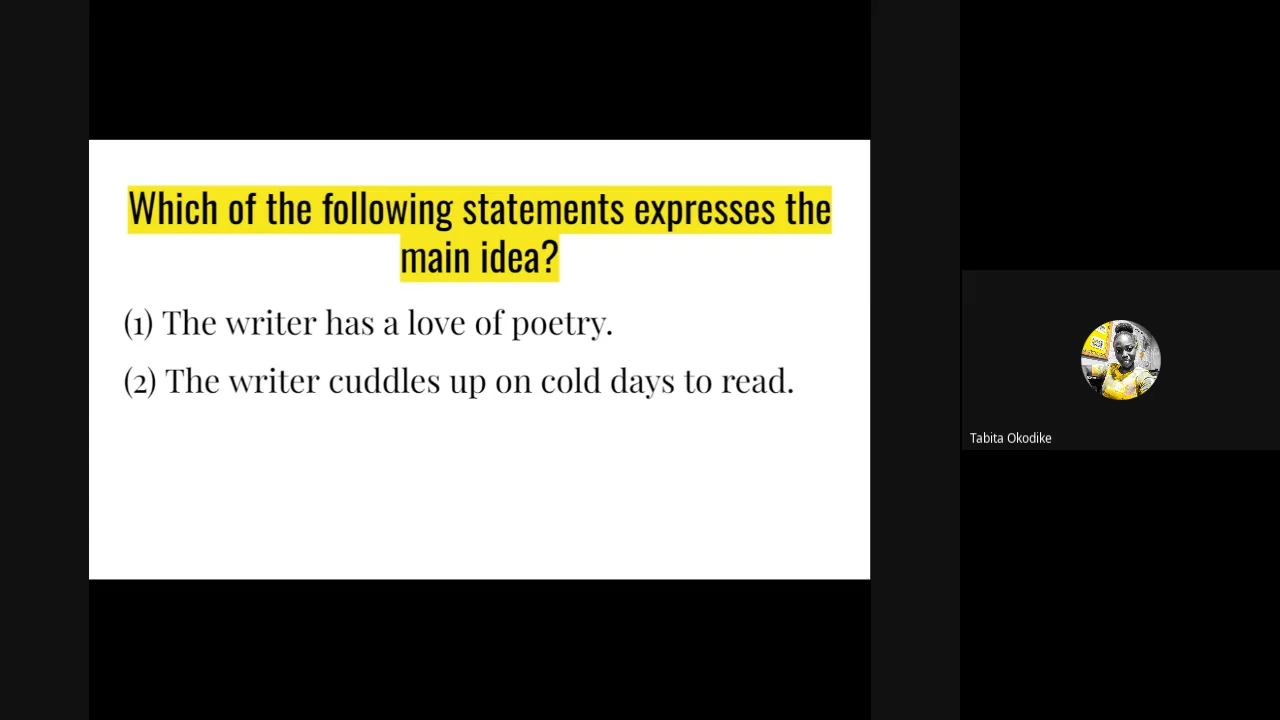 Which of the following statements expresses the
main idea?
(1) The writer has a love of poetry.
(2) The writer cuddles up on cold days to read.
Tabita Okodike